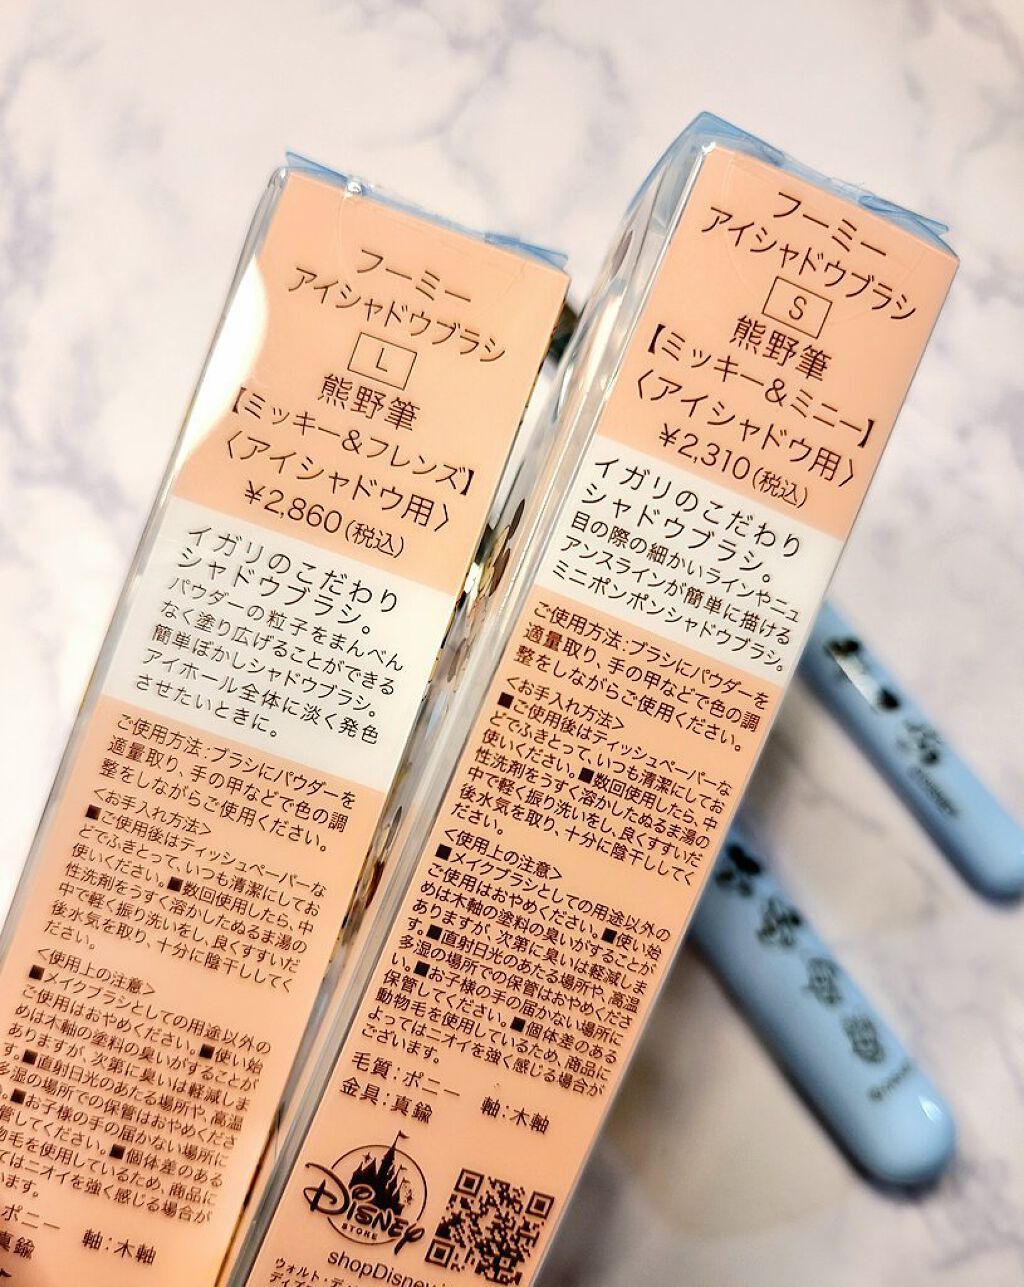 フーミー
アイシャドウブラシ
L
熊野筆
【ミッキー&フレンズ】
〈アイシャドウ用〉
¥2,860(税込)
イガリのこだわり
シャドウブラシ。
パウダーの粒子をまんべん
なく塗り広げることができる
簡単ぼかしシャドウブラシ。
アイホール全体に淡く発色
させたいときに。
ご使用方法:ブラシにパウダーを
適量取り、手の甲などで色の調
整をしながらご使用ください。
<お手入れ方法>
■ご使用後はティッシュペーパーな
どでふきとって、いつも清潔にしてお
使いください。■数回使用したら、中
性洗剤をうすく溶かしたぬるま湯の
中で軽く振り洗いをし、良くすすいだ
後水気を取り、十分に陰干ししてく
ださい。
<使用上の注意>
■メイクブラシとしての用途以外の
ご使用はおやめください。■使い始
めは木軸の塗料の臭いがすることが
ありますが、次第に臭いは軽減しま
す。■直射日光のあたる場所や、高温
多湿の場所での保管はおやめくださ
い。■お子様の手の届かない場所に
管してください。■個体差のある
物毛を使用しているため、商品に
てはニオイを強く感じる場合が
います。
ポニー 軸:木軸
真鍮
フーミー
アイシャドウブラシ
S
熊野筆
【ミッキー&ミニー】
〈アイシャドウ用〉
¥2,310(税込)
イガリのこだわり
シャドウブラシ。
目の際の細かいラインやニュ
アンスラインが簡単に描ける
ミニポンポンシャドウブラシ。
ご使用方法:ブラシにパウダーを
適量取り、手の甲などで色の調
整をしながらご使用ください。
<お手入れ方法>
■ご使用後はティッシュペーパーな
どでふきとって、いつも清潔にしてお
使いください。■数回使用したら、中
性洗剤をうすく溶かしたぬるま湯の
中で軽く振り洗いをし、良くすすいだ
後水気を取り、十分に陰干ししてく
ださい。
<使用上の注意>
■メイクブラシとしての用途以外の
ご使用はおやめください。■使い始
めは木軸の塗料の臭いがすることが
ありますが、次第に臭いは軽減しま
す。■直射日光のあたる場所や、高温
多湿の場所での保管はおやめくださ
い。■お子様の手の届かない場所に
保管してください。■個体差のある
動物毛を使用しているため、商品に
よってはニオイを強く感じる場合が
ございます。
毛質:ポニー 軸:木軸
金具:真鍮
Disney
STORE
shopDisney
ウォルト・ディ